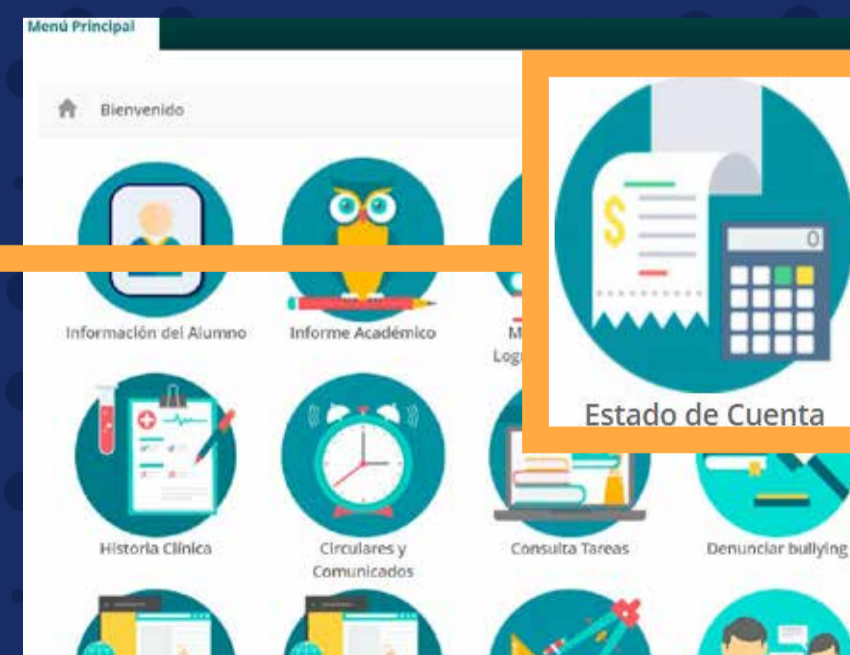 Menú Principal
Bienvenido
$
0
Estado de Cuenta
Información del Alumno
Informe Académico
Historia Clínica
Circulares y
Comunicados
Consulta Tareas
Denunciar bullying